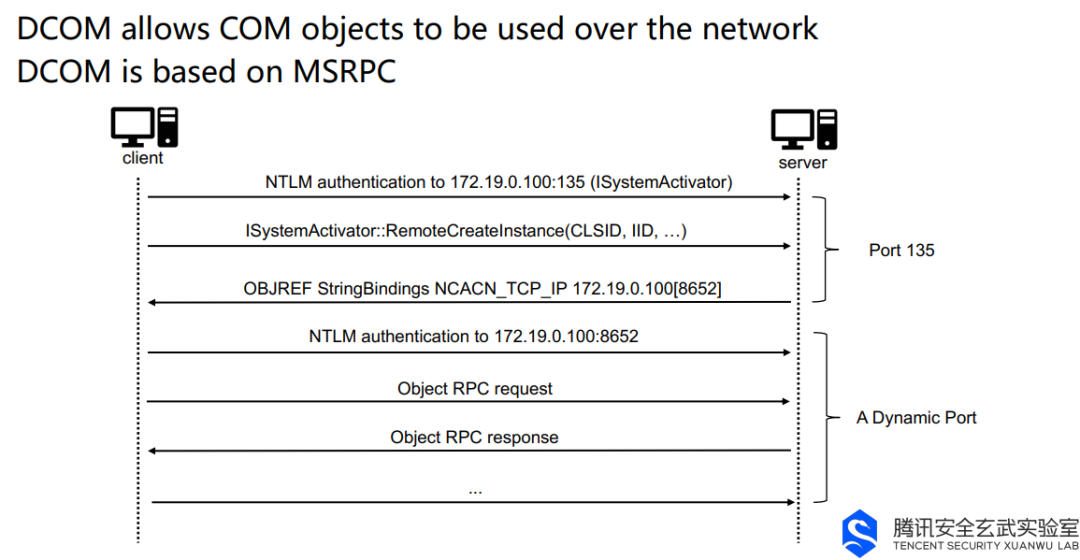 DCOM allows COM objects to be used over the network
DCOM is based on MSRPC
client
server
NTLM authentication to 172.19.0.100:135 (ISystemActivator)
ISystemActivator::RemoteCreateInstance(CLSID, IID, …)
Port 135
OBJREF StringBindings NCACN_TCP_IP 172.19.0.100[8652]
NTLM authentication to 172.19.0.100:8652
Object RPC request
A Dynamic Port
Object RPC response
...
腾讯安全玄武实验室
TENCENT SECURITY XUANWU LAB